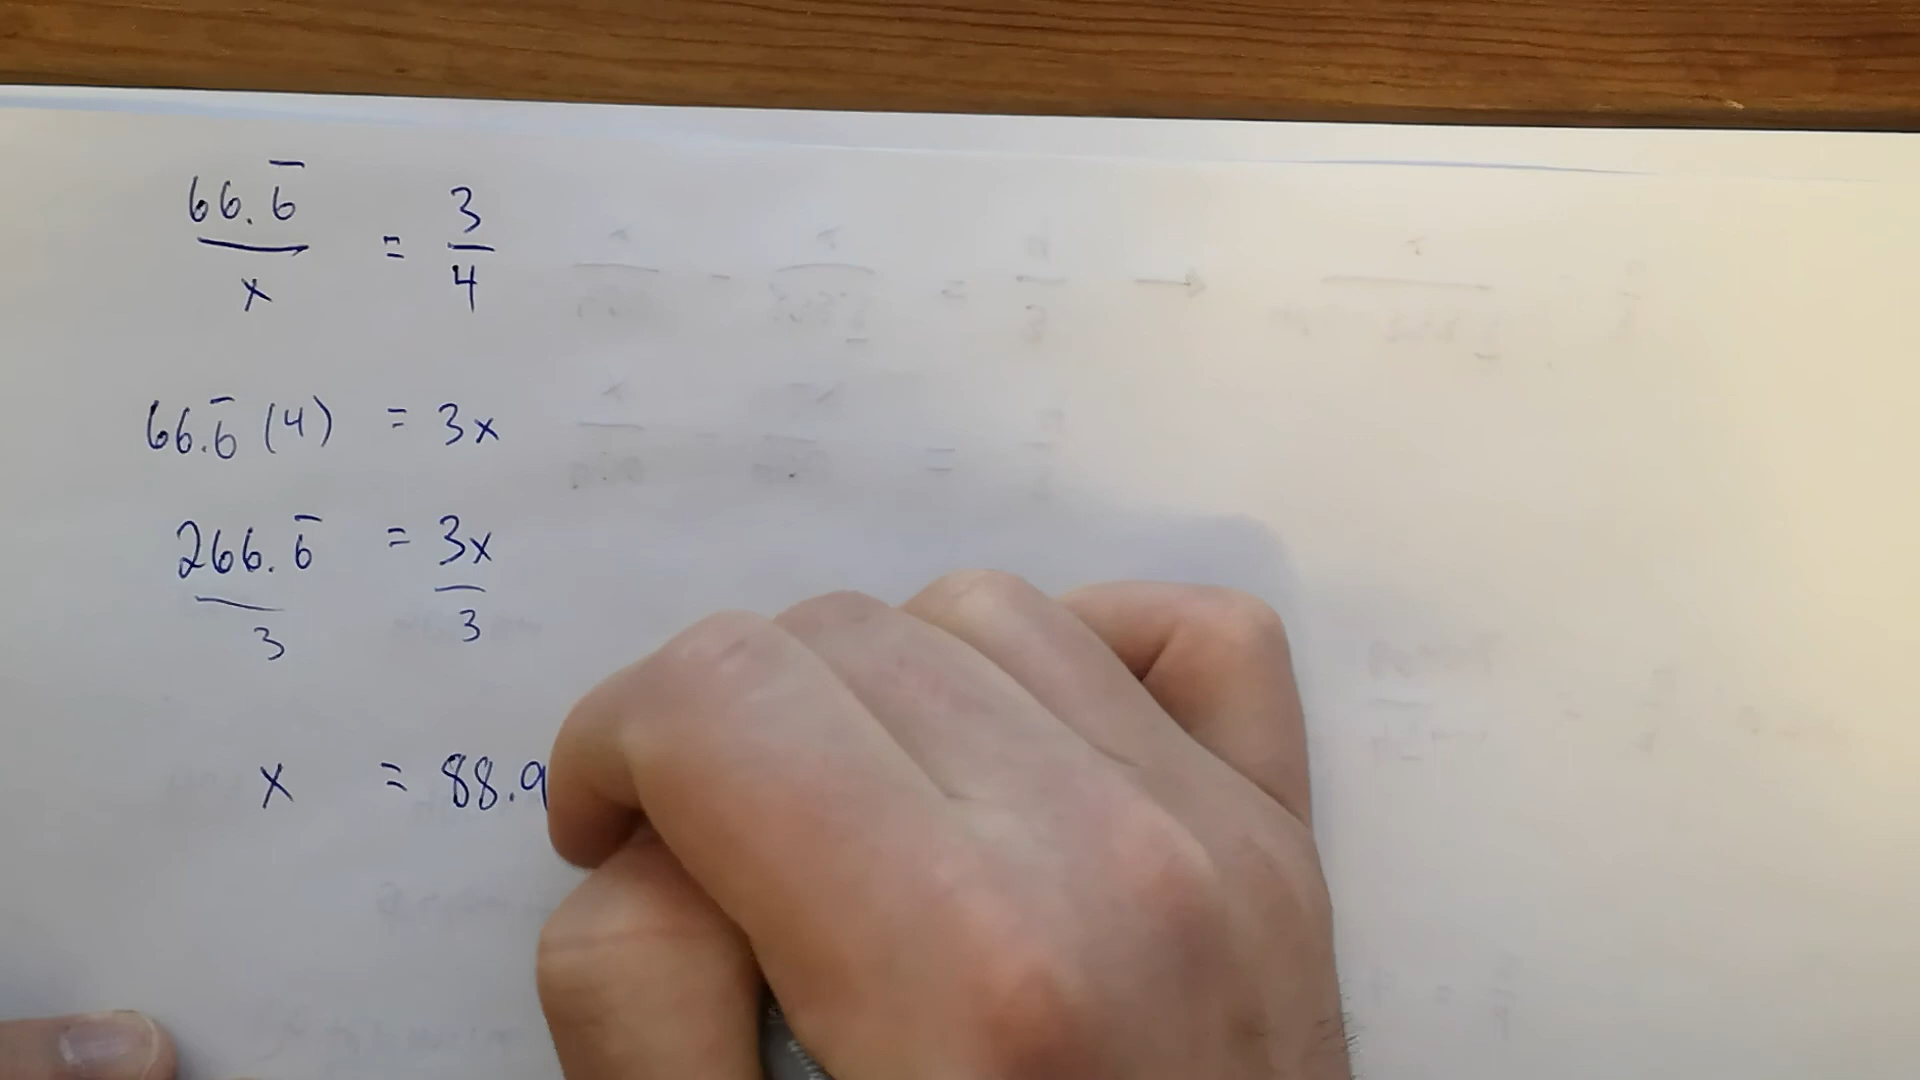 66.6̅ / x = 3 / 4
66.6̅ (4) = 3x
266.6̅ / 3 = 3x / 3
x = 88.9